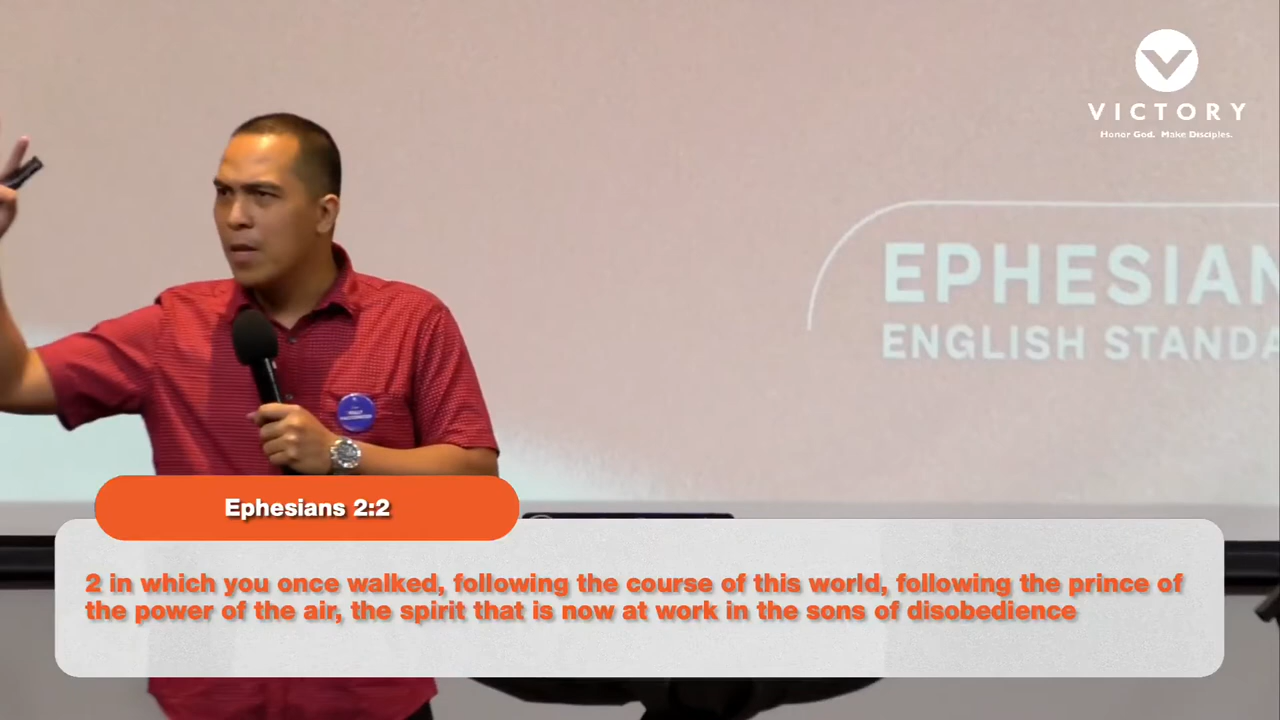 VICTORY
Honor God. Make Disciples.
EPHESIAN
ENGLISH STANDA
FULLY
VACCINATED
Ephesians 2:2
2 in which you once walked, following the course of this world, following the prince of
the power of the air, the spirit that is now at work in the sons of disobedience